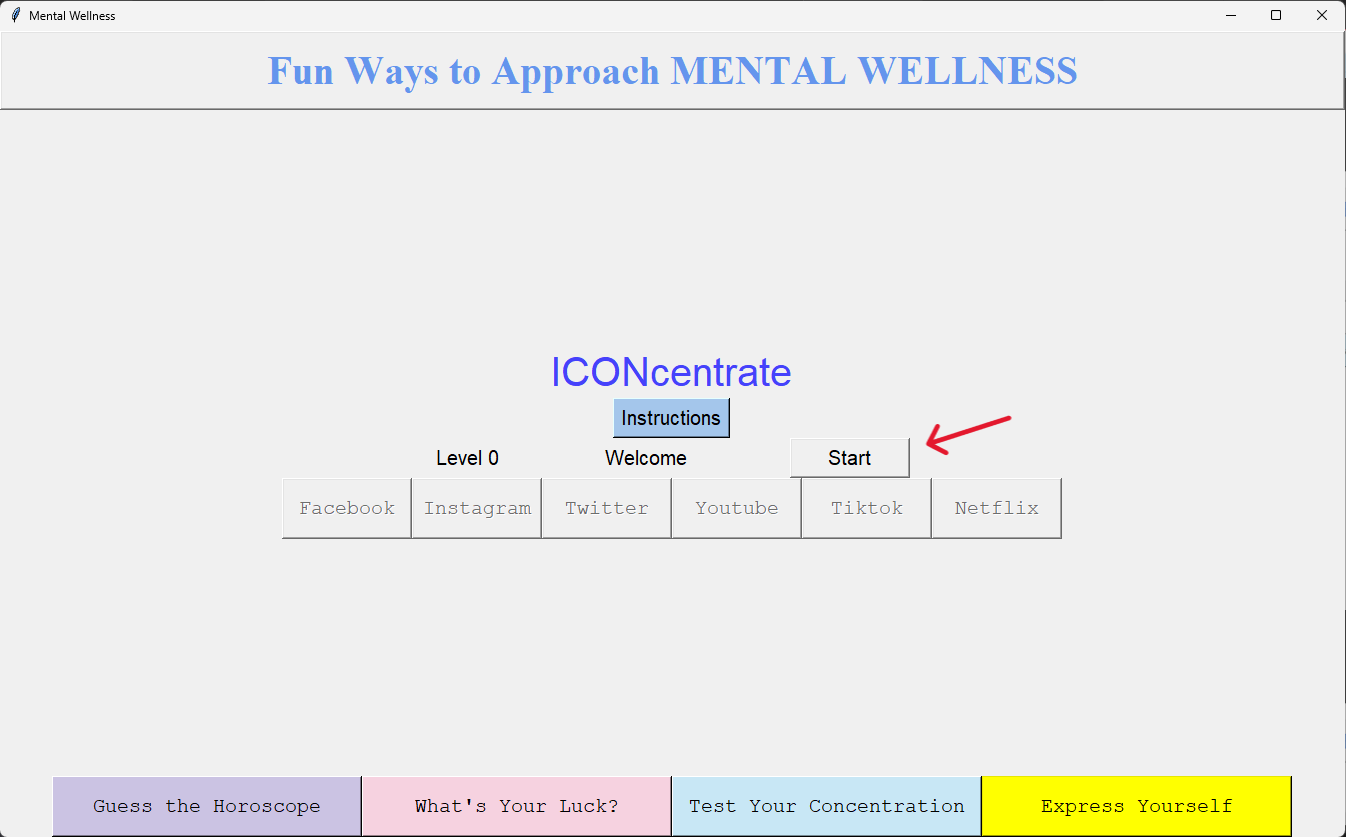 Mental Wellness
Fun Ways to Approach MENTAL WELLNESS
ICONcentrate
Instructions
Level 0 Welcome Start
Facebook Instagram Twitter Youtube Tiktok Netflix
Guess the Horoscope What's Your Luck? Test Your Concentration Express Yourself